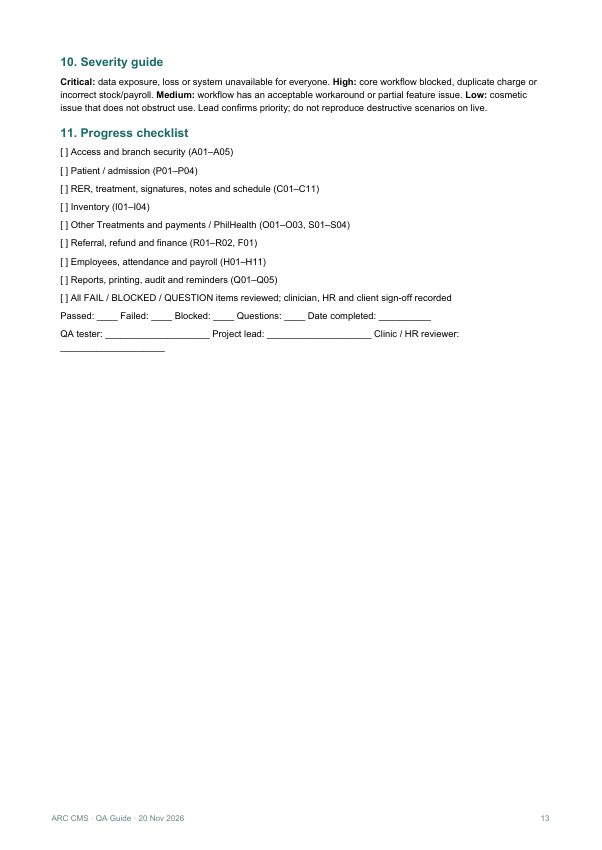 10. Severity guide
Critical: data exposure, loss or system unavailable for everyone. High: core workflow blocked, duplicate charge or
incorrect stock/payroll. Medium: workflow has an acceptable workaround or partial feature issue. Low: cosmetic
issue that does not obstruct use. Lead confirms priority; do not reproduce destructive scenarios on live.
11. Progress checklist
[ ] Access and branch security (A01–A05)
[ ] Patient / admission (P01–P04)
[ ] RER, treatment, signatures, notes and schedule (C01–C11)
[ ] Inventory (I01–I04)
[ ] Other Treatments and payments / PhilHealth (O01–O03, S01–S04)
[ ] Referral, refund and finance (R01–R02, F01)
[ ] Employees, attendance and payroll (H01–H11)
[ ] Reports, printing, audit and reminders (Q01–Q05)
[ ] All FAIL / BLOCKED / QUESTION items reviewed; clinician, HR and client sign-off recorded
Passed: ____ Failed: ____ Blocked: ____ Questions: ____ Date completed: __________
QA tester: ____________________ Project lead: ____________________ Clinic / HR reviewer:
____________________
ARC CMS · QA Guide · 20 Nov 2026 13